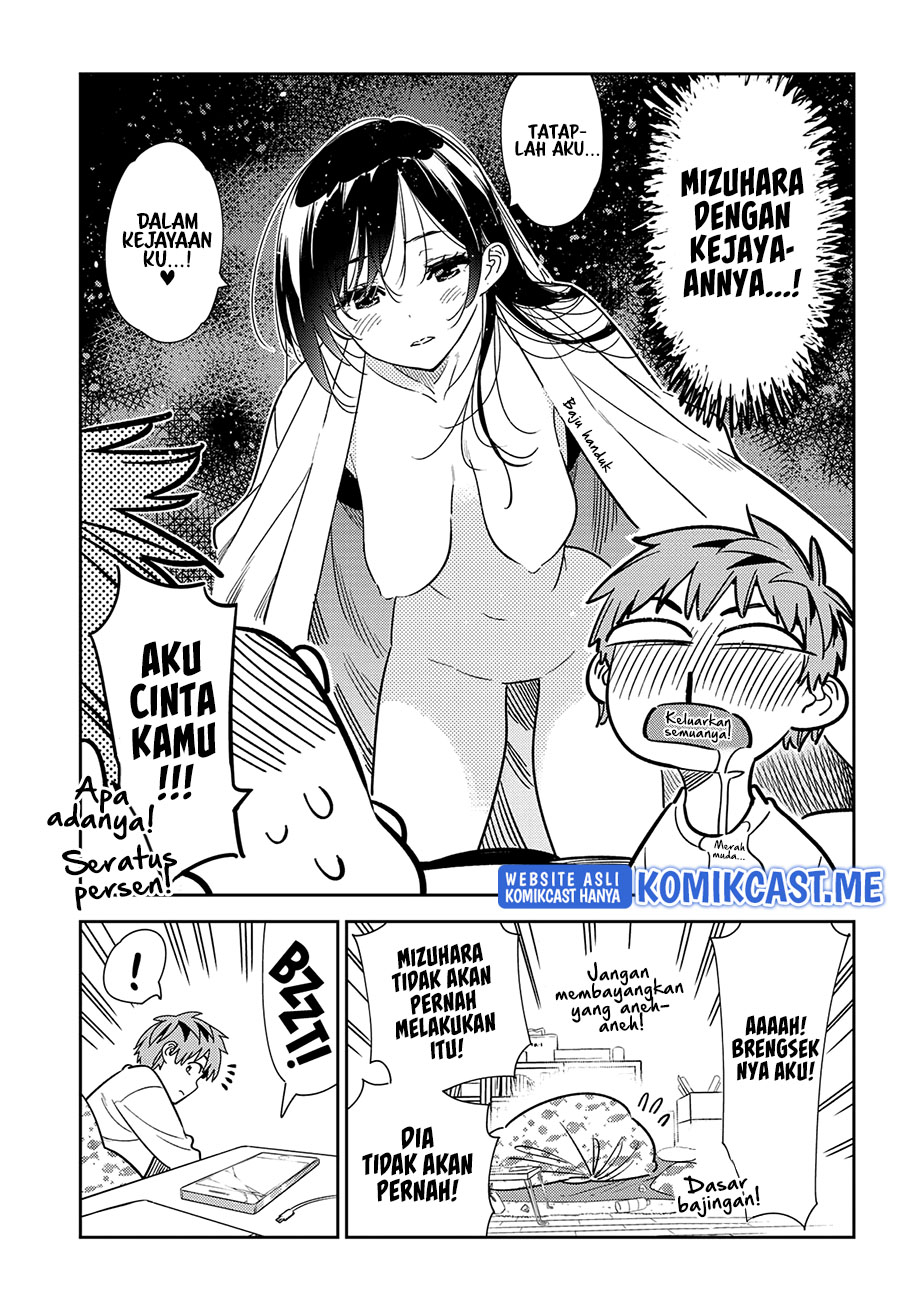 MIZUHARA
DENGAN
KEJAYA-
ANNYA...!
TATAP-
LAH AKU...
DALAM
KEJAYAAN
KU...!
♥
Baju handuk
AKU
CINTA
KAMU
!!!
Apa
adanya!
Seratus
persen!
Keluarkan
semuanya!
Merah
muda...
WEBSITE ASLI
KOMIKCAST HANYA
KOMIKCAST.ME
AAAAH!
BRENGSEK
NYA AKU!
Jangan
membayangkan
yang aneh-
aneh!
MIZUHARA
TIDAK AKAN
PERNAH
MELAKUKAN
ITU!
DIA
TIDAK AKAN
PERNAH!
Dasar
bajingan!
BZZZT!
!